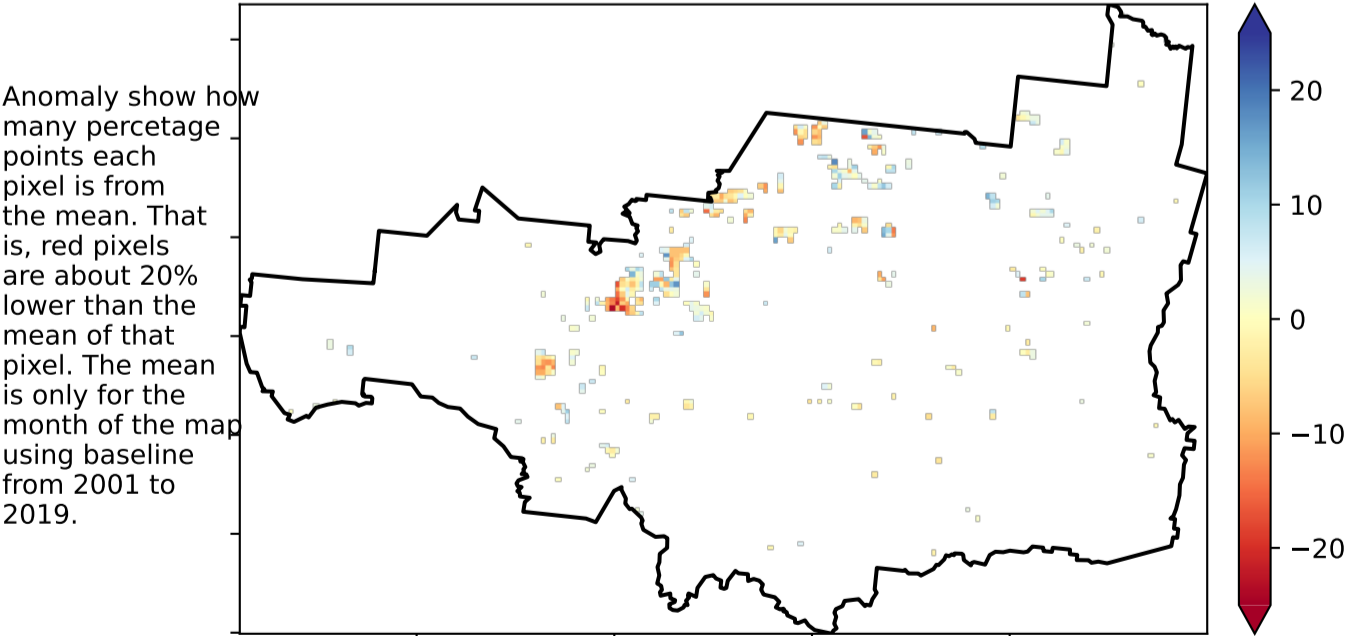 Anomaly show how
many percetage
points each
pixel is from
the mean. That
is, red pixels
are about 20%
lower than the
mean of that
pixel. The mean
is only for the
month of the map
using baseline
from 2001 to
2019.
20
10
0
−10
−20